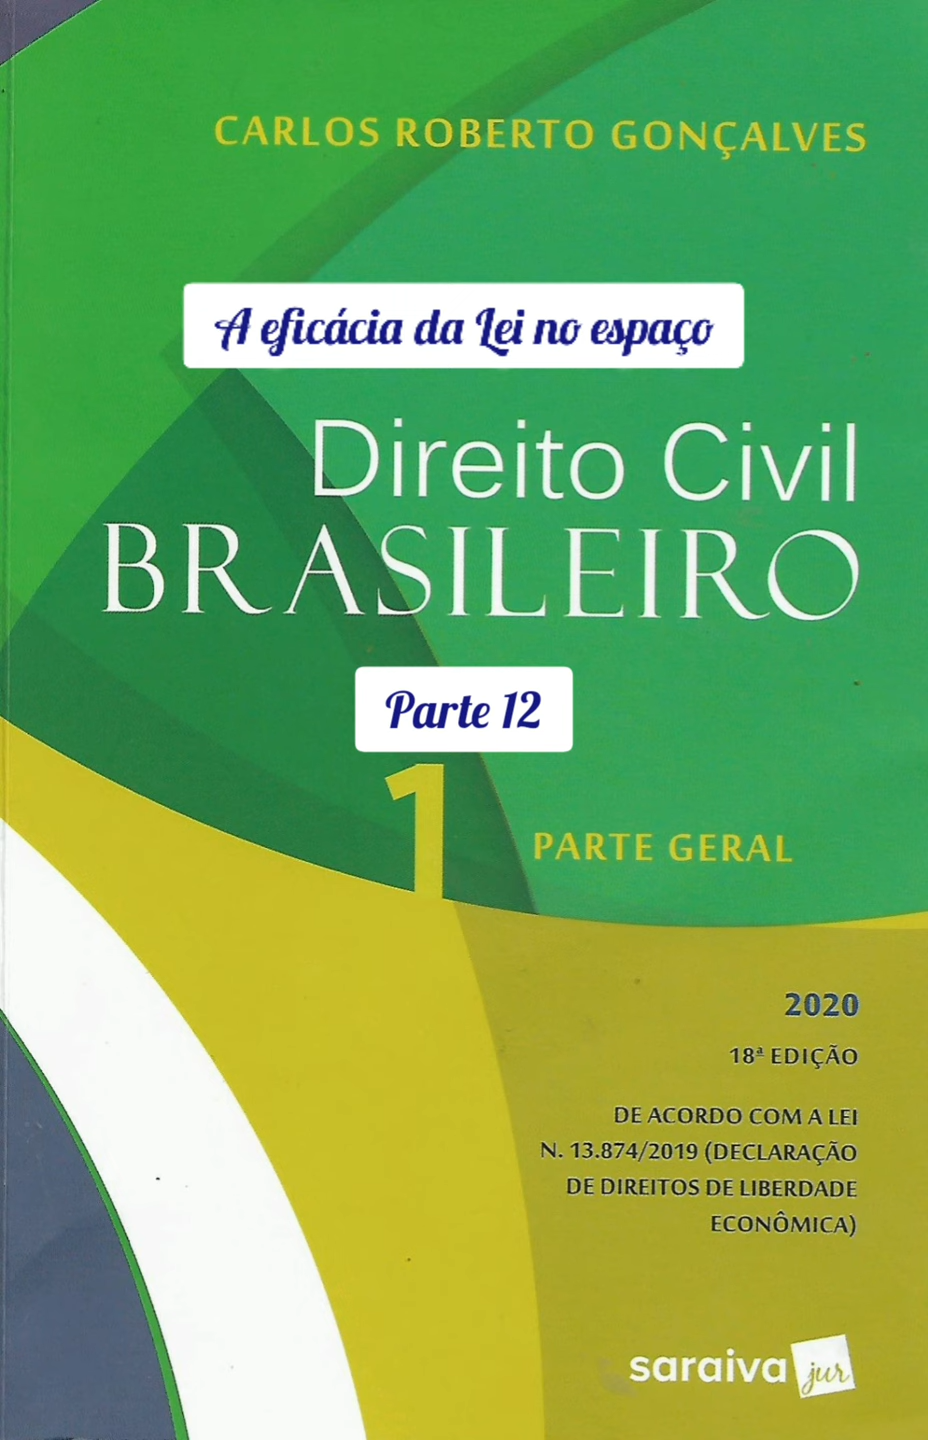 CARLOS ROBERTO GONÇALVES
A eficácia da Lei no espaço
Direito Civil
BRASILEIRO
Parte 12
1
PARTE GERAL
2020
18ª EDIÇÃO
DE ACORDO COM A LEI
N. 13.874/2019 (DECLARAÇÃO
DE DIREITOS DE LIBERDADE
ECONÔMICA)
saraiva jur